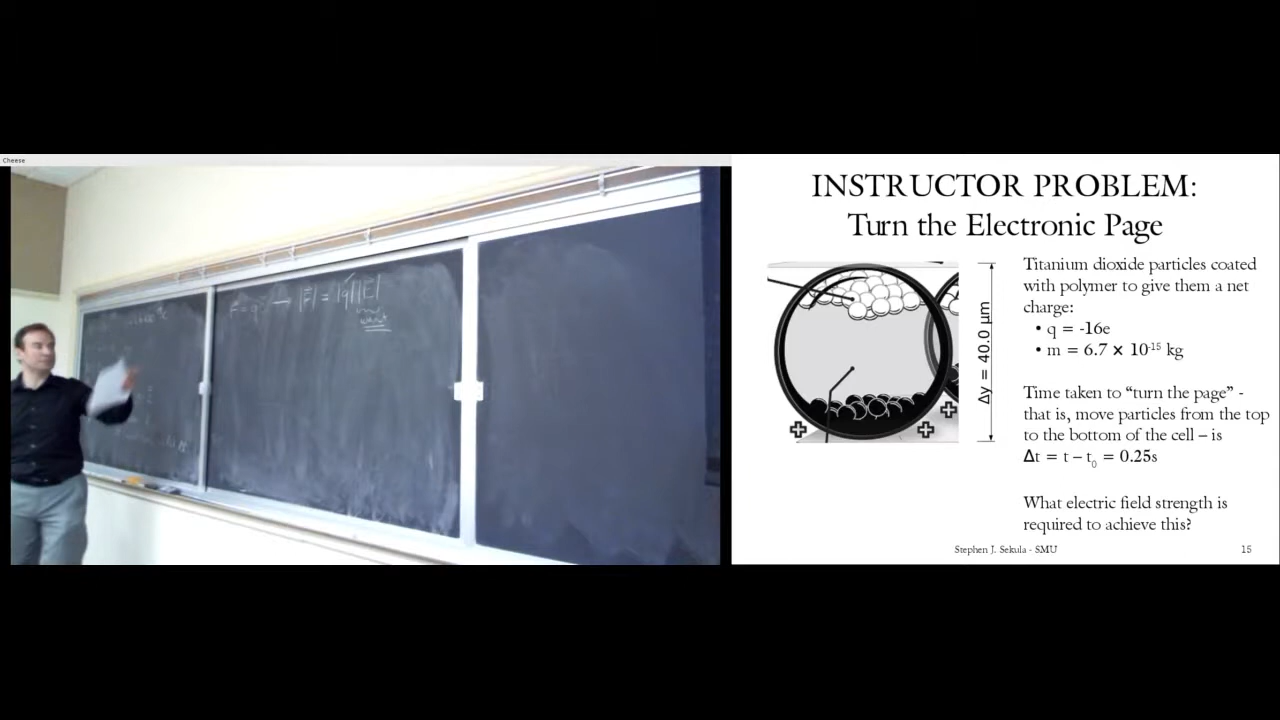 Cheese
F = q → |F| = |q||E|
want
INSTRUCTOR PROBLEM:
Turn the Electronic Page
Titanium dioxide particles coated
with polymer to give them a net
charge:
• q = -16e
• m = 6.7 × 10⁻¹⁵ kg
Δy = 40.0 μm
Time taken to “turn the page” -
that is, move particles from the top
to the bottom of the cell – is
Δt = t – t₀ = 0.25s
What electric field strength is
required to achieve this?
Stephen J. Sekula - SMU
15